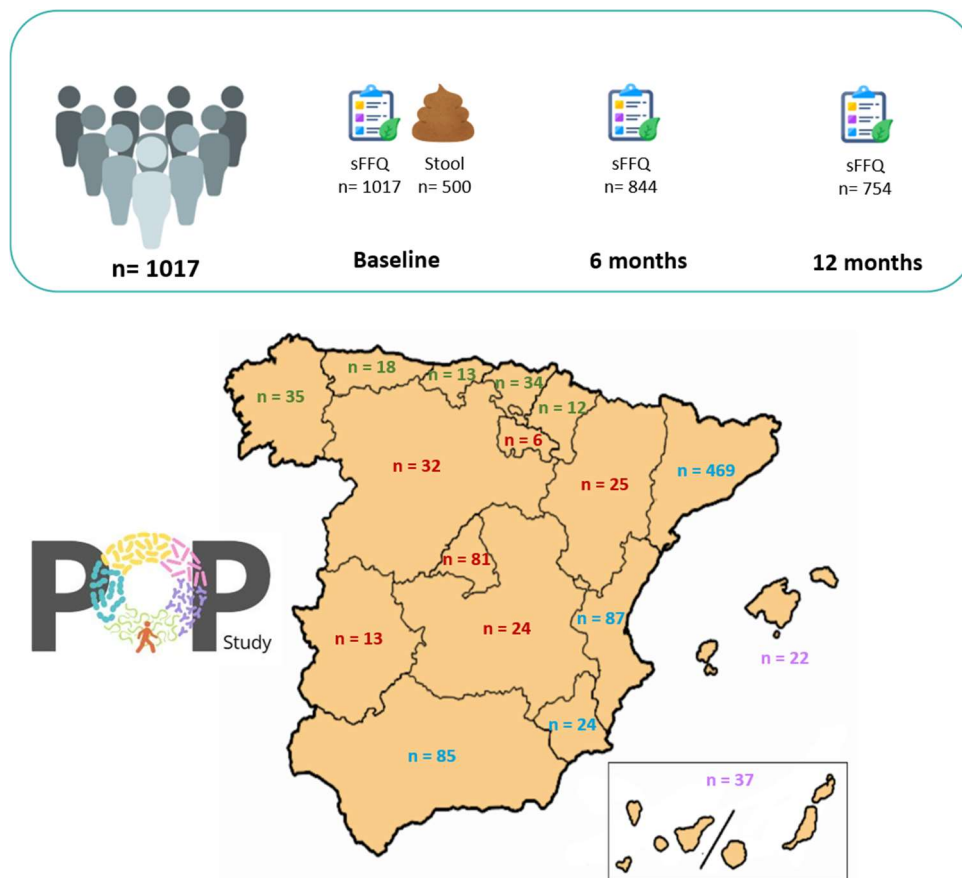 sFFQ
n= 1017
Stool
n= 500
sFFQ
n= 844
sFFQ
n= 754
n= 1017
Baseline
6 months
12 months
n = 18
n = 13
n = 34
n = 35
n = 12
n = 6
n = 32
n = 25
n = 469
n = 81
POP
Study
n = 13
n = 24
n = 87
n = 22
n = 24
n = 85
n = 37